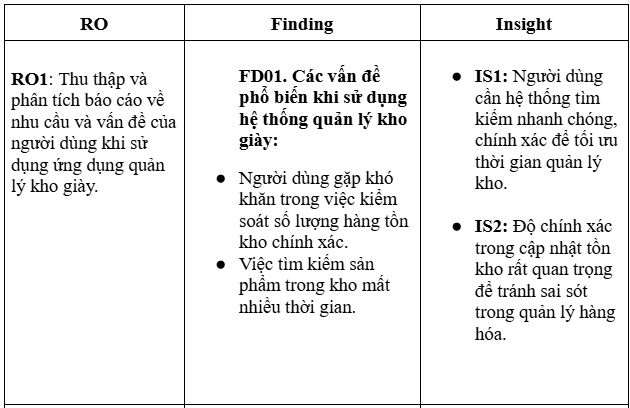 RO
Finding
Insight
RO1: Thu thập và
phân tích báo cáo về
nhu cầu và vấn đề của
người dùng khi sử
dụng ứng dụng quản
lý kho giày.
FD01. Các vấn đề
phổ biến khi sử dụng
hệ thống quản lý kho
giày:
● Người dùng gặp khó
khăn trong việc kiểm
soát số lượng hàng tồn
kho chính xác.
● Việc tìm kiếm sản
phẩm trong kho mất
nhiều thời gian.
● IS1: Người dùng
cần hệ thống tìm
kiếm nhanh chóng,
chính xác để tối ưu
thời gian quản lý
kho.
● IS2: Độ chính xác
trong cập nhật tồn
kho rất quan trọng
để tránh sai sót
trong quản lý hàng
hóa.